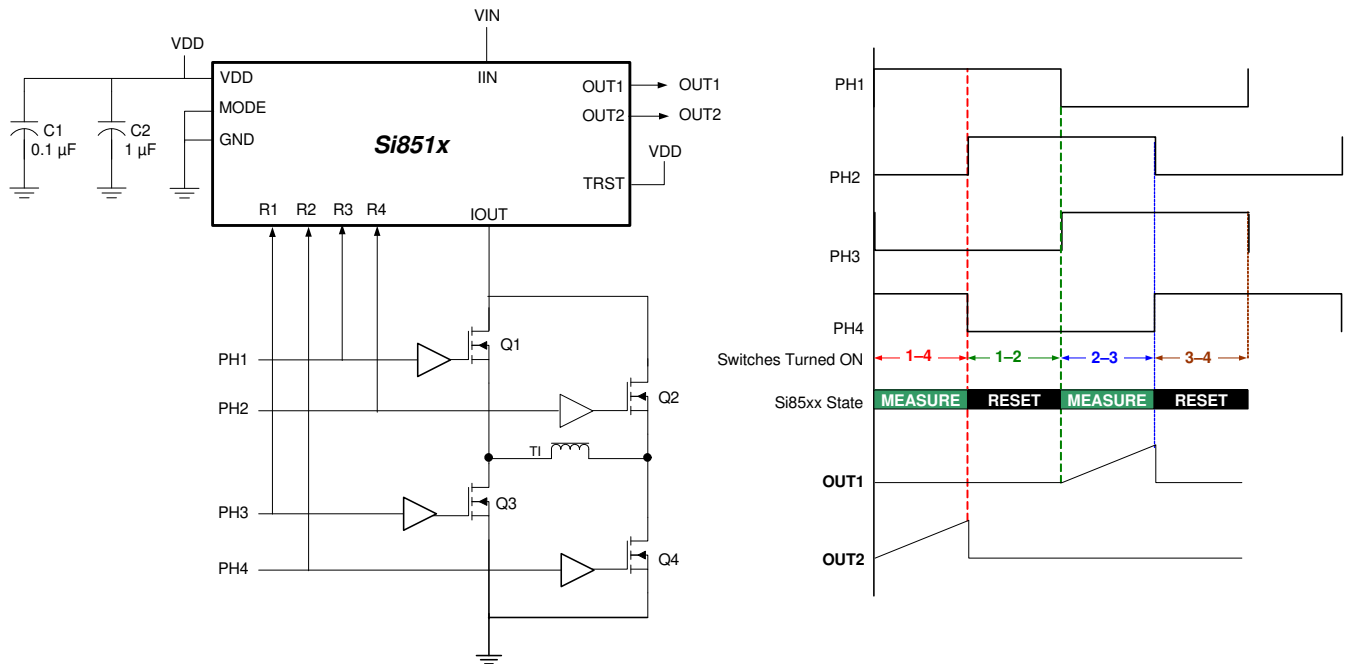 VIN
VDD
VDD
IIN
MODE
GND
OUT1
OUT1
OUT2
OUT2
C1
0.1 µF
C2
1 µF
Si851x
VDD
TRST
R1
R2
R3
R4
IOUT
PH1
Q1
PH2
Q2
TI
PH3
Q3
PH4
Q4
PH1
PH2
PH3
PH4
Switches Turned ON
1–4
1–2
2–3
3–4
Si85xx State
MEASURE
RESET
MEASURE
RESET
OUT1
OUT2